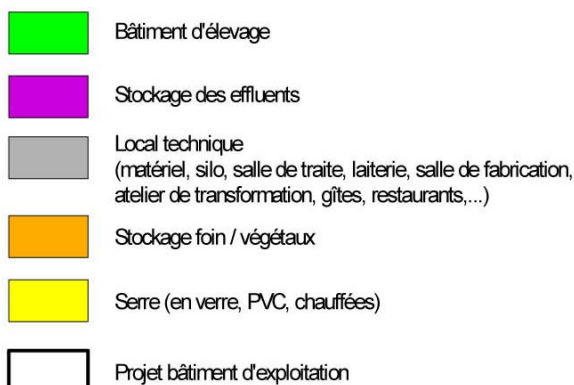 Bâtiment d'élevage
Stockage des effluents
Local technique
(matériel, silo, salle de traite, laiterie, salle de fabrication,
atelier de transformation, gîtes, restaurants,...)
Stockage foin / végétaux
Serre (en verre, PVC, chauffées)
Projet bâtiment d'exploitation